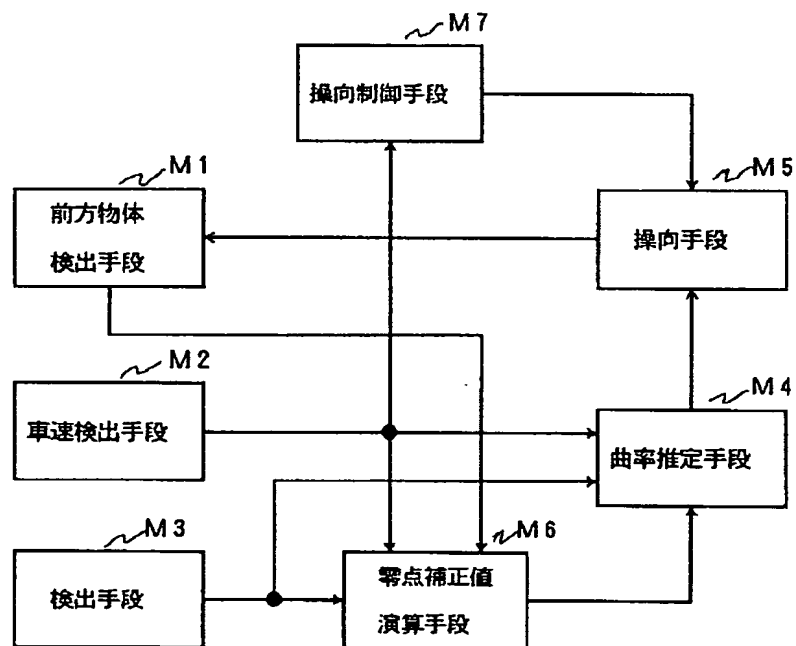 M7
操向制御手段
M1
前方物体
検出手段
M5
操向手段
M2
車速検出手段
M4
曲率推定手段
M3
検出手段
M6
零点補正値
演算手段